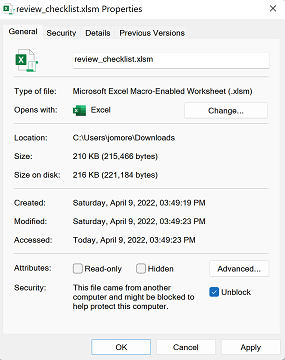 review_checklist.xlsm Properties
General Security Details Previous Versions
review_checklist.xlsm
Type of file: Microsoft Excel Macro-Enabled Worksheet (.xlsm)
Opens with: Excel Change...
Location: C:\Users\jomore\Downloads
Size: 210 KB (215,466 bytes)
Size on disk: 216 KB (221,184 bytes)
Created: Saturday, April 9, 2022, 03:49:19 PM
Modified: Saturday, April 9, 2022, 03:49:23 PM
Accessed: Today, April 9, 2022, 03:49:23 PM
Attributes: Read-only Hidden Advanced...
Security: This file came from another Unblock
computer and might be blocked to
help protect this computer.
OK Cancel Apply